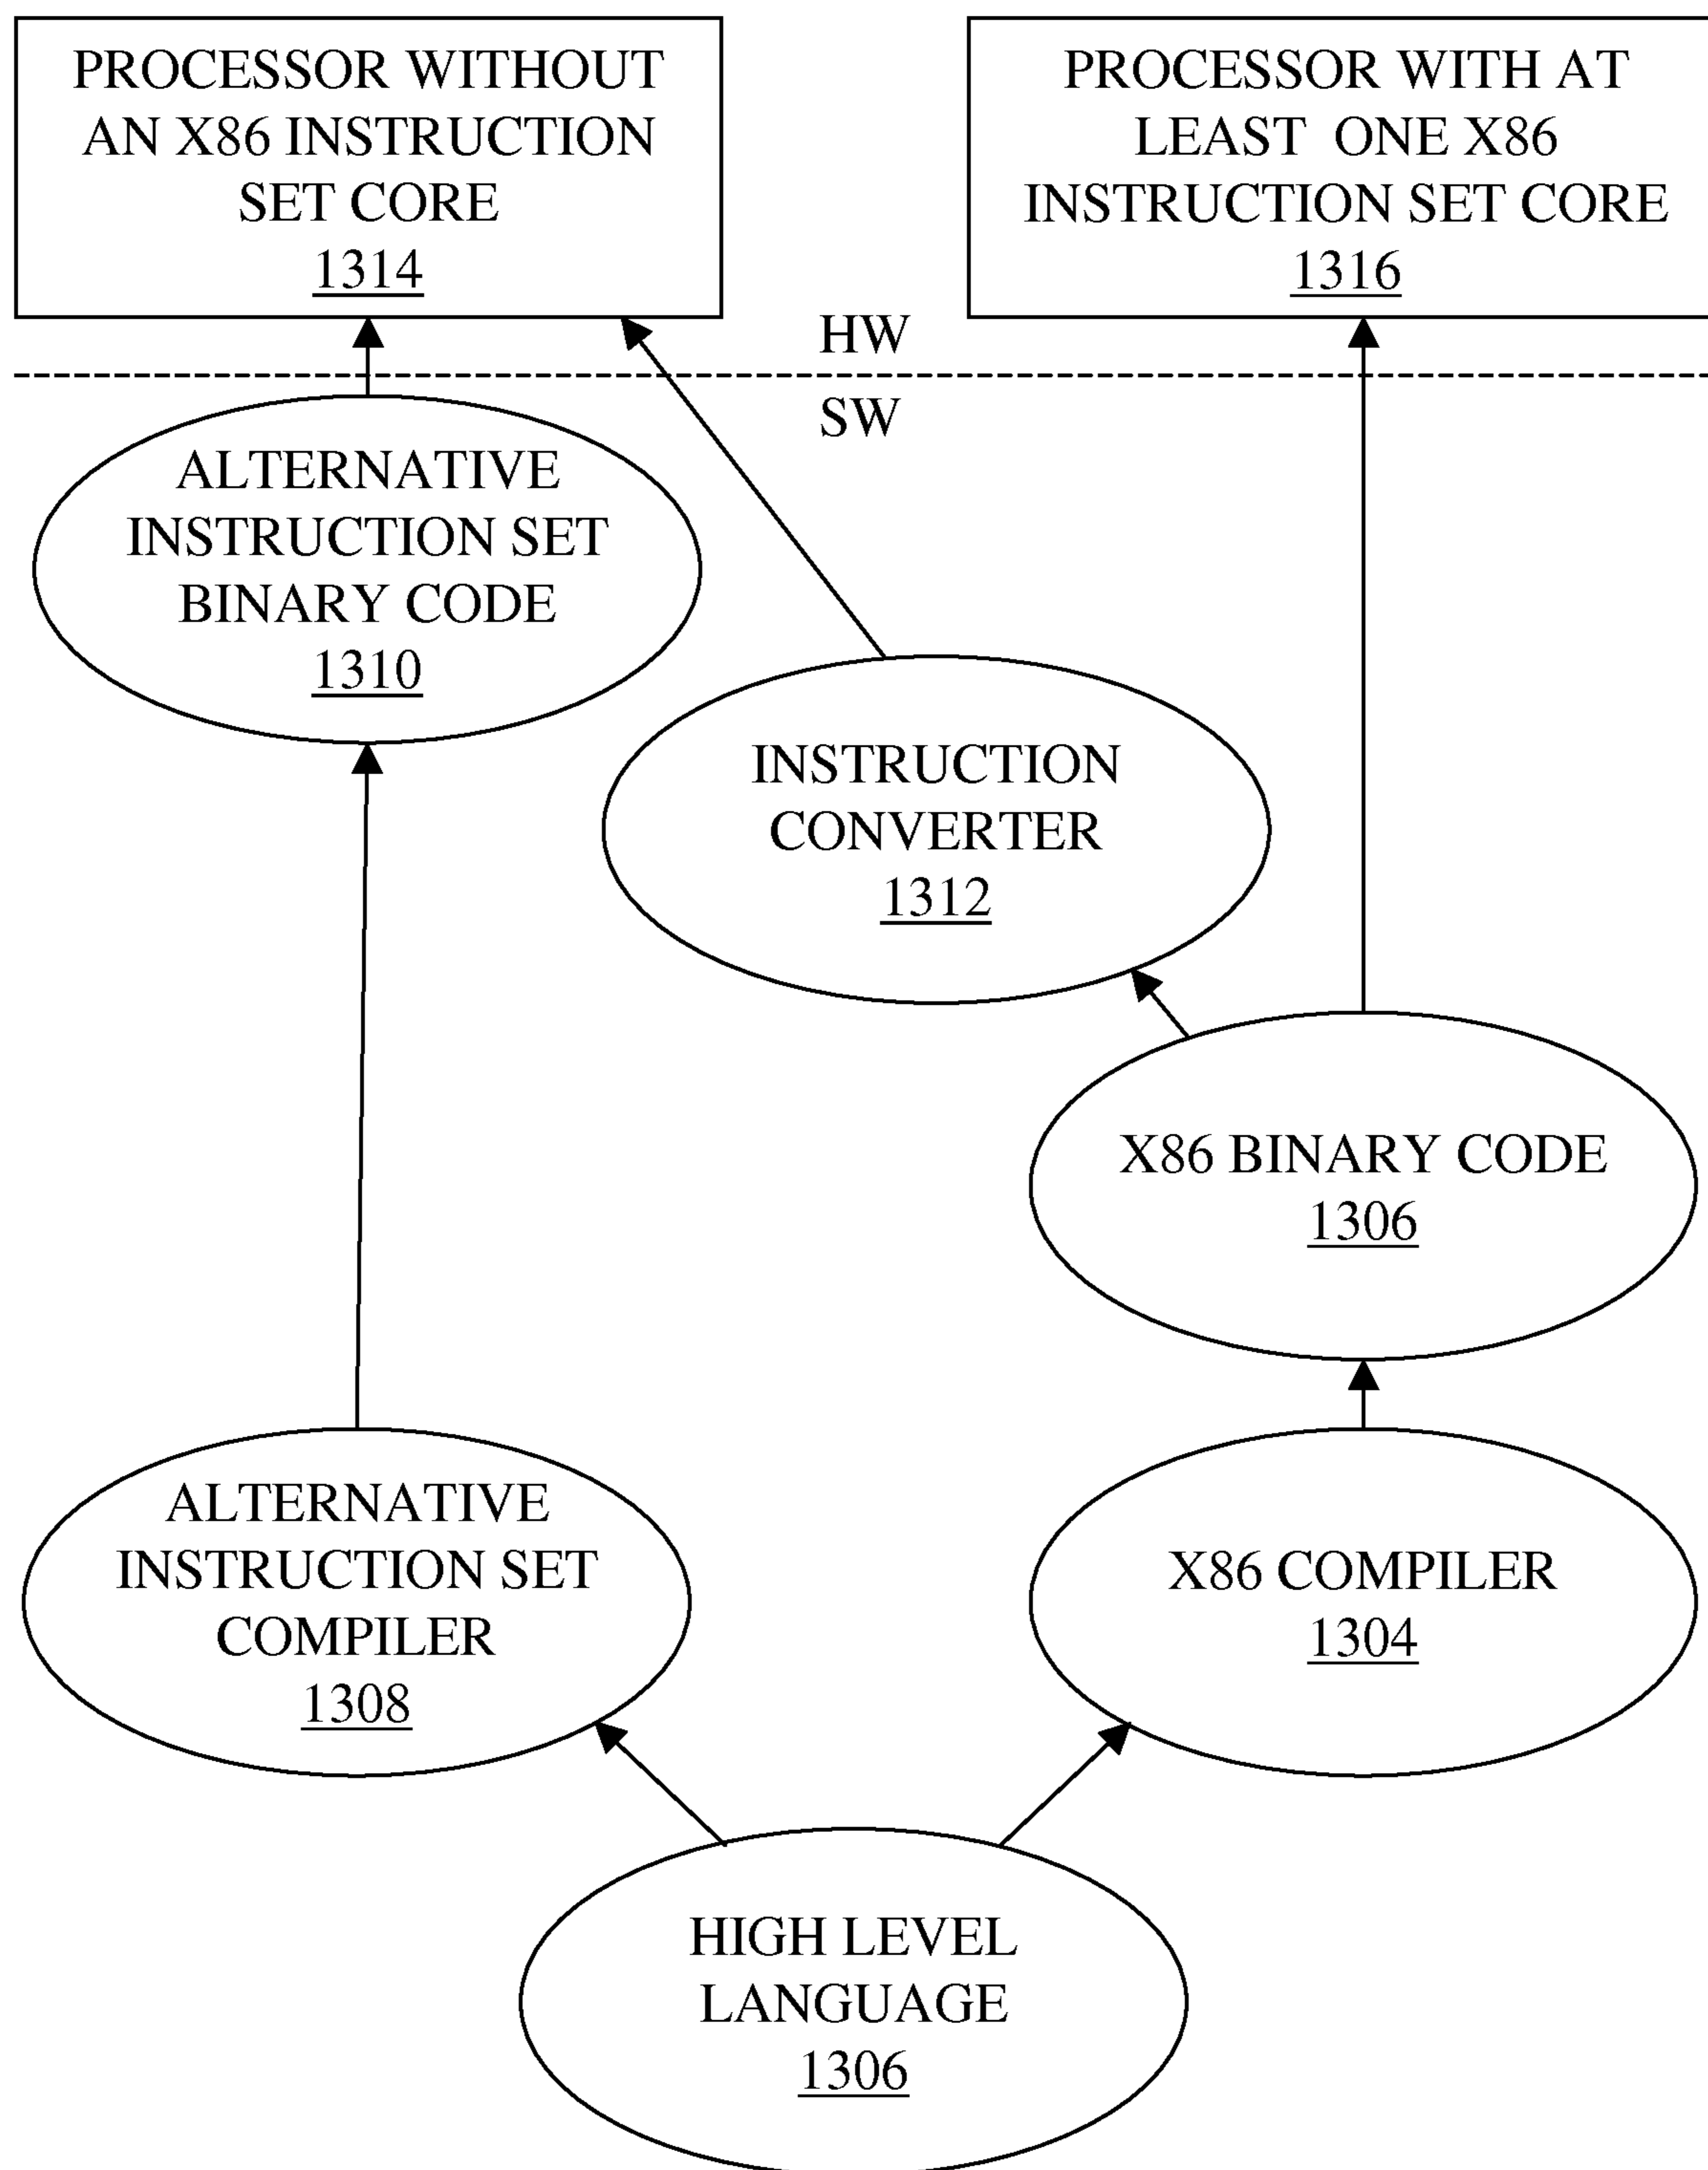 PROCESSOR WITHOUT
AN X86 INSTRUCTION
SET CORE
1314
PROCESSOR WITH AT
LEAST ONE X86
INSTRUCTION SET CORE
1316
HW
SW
ALTERNATIVE
INSTRUCTION SET
BINARY CODE
1310
INSTRUCTION
CONVERTER
1312
X86 BINARY CODE
1306
ALTERNATIVE
INSTRUCTION SET
COMPILER
1308
X86 COMPILER
1304
HIGH LEVEL
LANGUAGE
1306